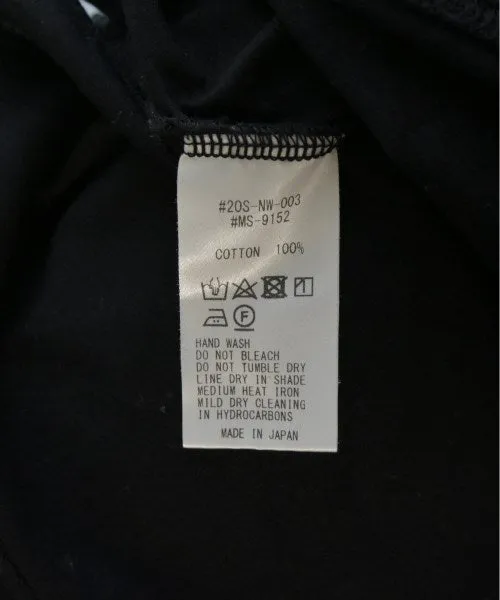 #20S-NW-003
#MS-9152
COTTON 100%
F
HAND WASH
DO NOT BLEACH
DO NOT TUMBLE DRY
LINE DRY IN SHADE
MEDIUM HEAT IRON
MILD DRY CLEANING
IN HYDROCARBONS
MADE IN JAPAN